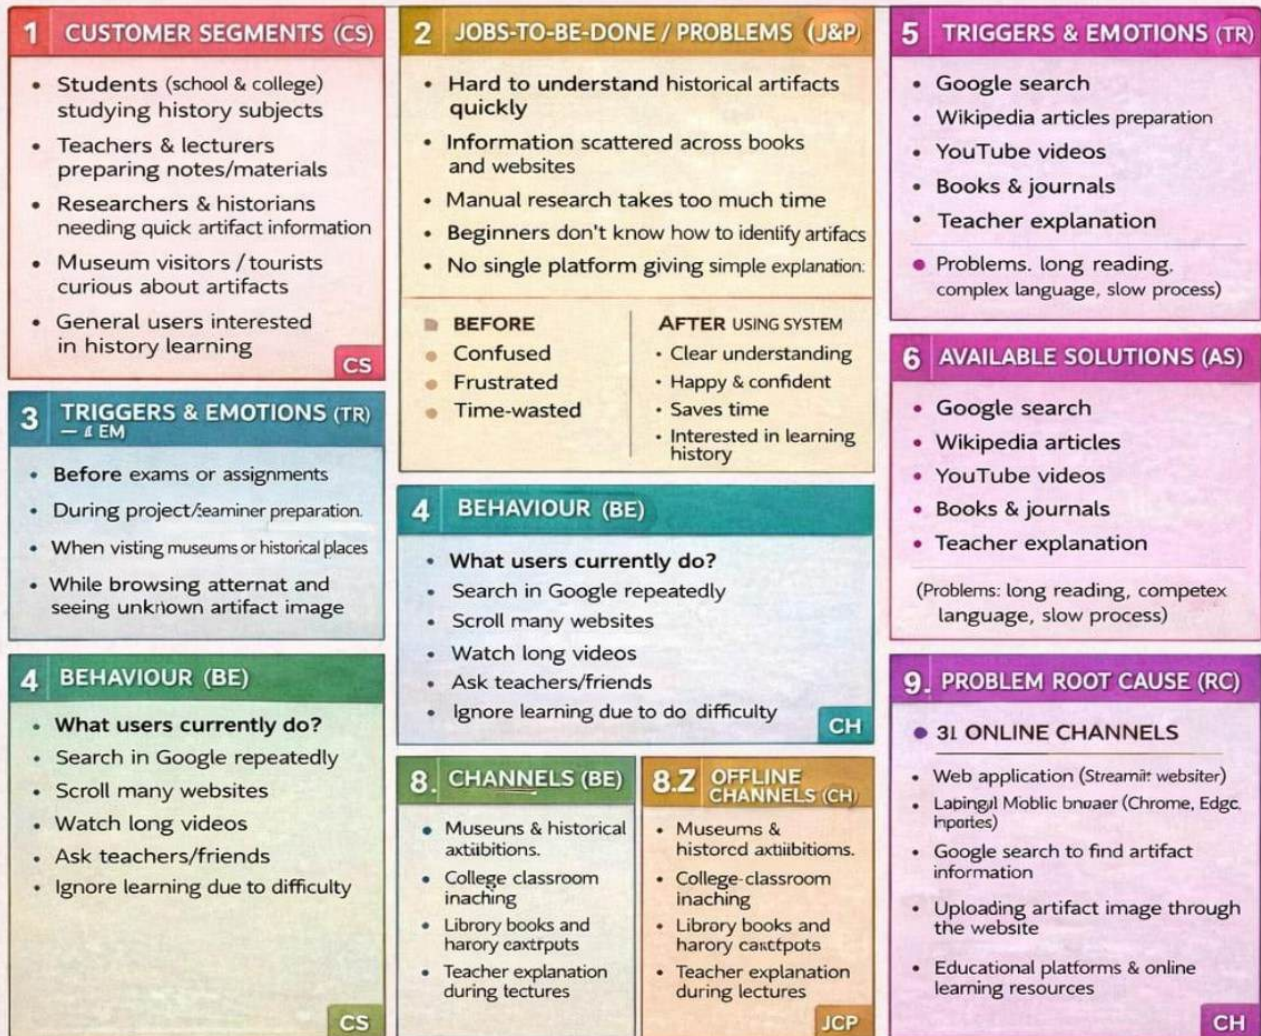 1 CUSTOMER SEGMENTS (CS)
• Students (school & college)
studying history subjects
• Teachers & lecturers
preparing notes/materials
• Researchers & historians
needing quick artifact information
• Museum visitors / tourists
curious about artifacts
• General users interested
in history learning
CS
2 JOBS-TO-BE-DONE / PROBLEMS (J&P)
• Hard to understand historical artifacts
quickly
• Information scattered across books
and websites
• Manual research takes too much time
• Beginners don't know how to identify artifacs
• No single platform giving simple explanation:
BEFORE
• Confused
• Frustrated
• Time-wasted
AFTER USING SYSTEM
• Clear understanding
• Happy & confident
• Saves time
• Interested in learning
history
5 TRIGGERS & EMOTIONS (TR)
• Google search
• Wikipedia articles preparation
• YouTube videos
• Books & journals
• Teacher explanation
• Problems. long reading,
complex language, slow process)
3 TRIGGERS & EMOTIONS (TR)
— & EM
• Before exams or assignments
• During project/seaminer preparation.
• When visting museums or historical places
• While browsing atternat and
seeing unknown artifact image
4 BEHAVIOUR (BE)
• What users currently do?
• Search in Google repeatedly
• Scroll many websites
• Watch long videos
• Ask teachers/friends
• Ignore learning due to do difficulty
CH
6 AVAILABLE SOLUTIONS (AS)
• Google search
• Wikipedia articles
• YouTube videos
• Books & journals
• Teacher explanation
(Problems: long reading, competex
language, slow process)
4 BEHAVIOUR (BE)
• What users currently do?
• Search in Google repeatedly
• Scroll many websites
• Watch long videos
• Ask teachers/friends
• Ignore learning due to difficulty
CS
8. CHANNELS (BE)
• Museuns & historical
axtiibitions.
• College classroom
inaching
• Library books and
harory caxtrputs
• Teacher explanation
during lectures
8.Z OFFLINE
CHANNELS (CH)
• Museums &
histored axtiibitioms.
• College-classroom
inaching
• Library books and
harory
• Teacher explanation
during lectures
JCP
9. PROBLEM ROOT CAUSE (RC)
• 31 ONLINE CHANNELS
• Web application (Streamit websiter)
• (Chrome, Edgc,
• Google search to find artifact
information
• Uploading artifact image through
the website
• Educational platforms & online
learning resources
CH